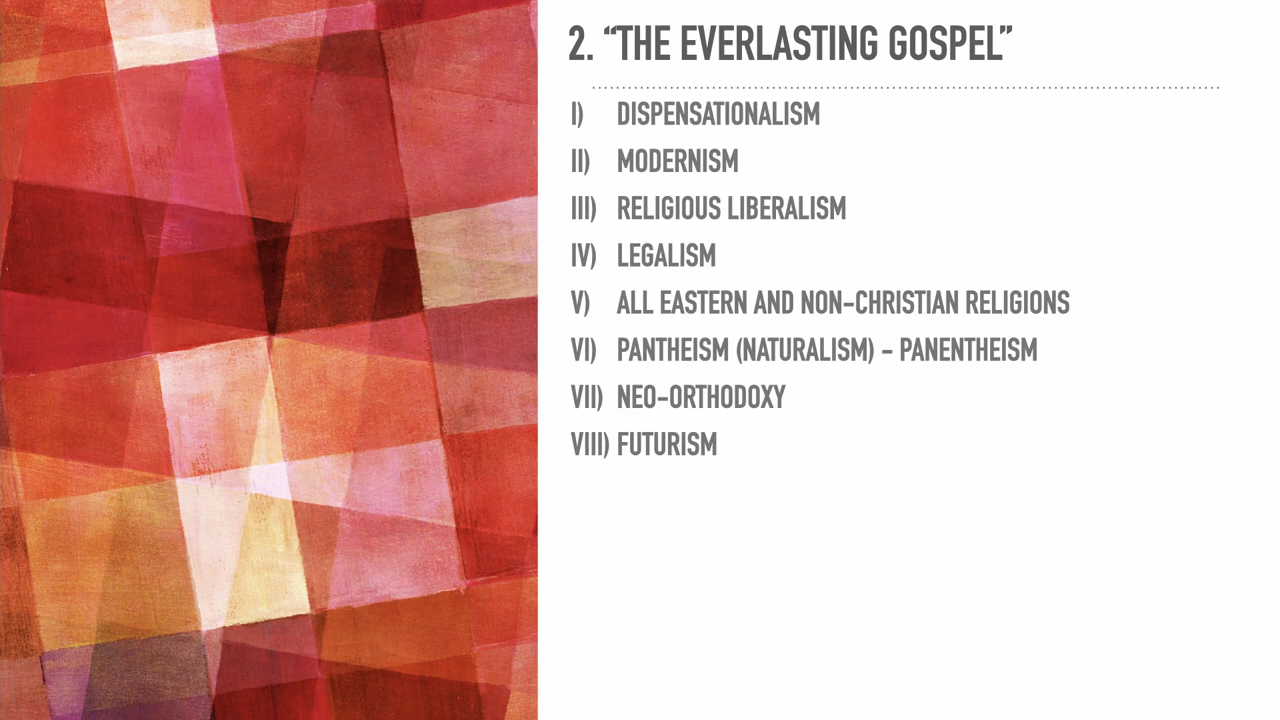 2. “THE EVERLASTING GOSPEL”
I) DISPENSATIONALISM
II) MODERNISM
III) RELIGIOUS LIBERALISM
IV) LEGALISM
V) ALL EASTERN AND NON-CHRISTIAN RELIGIONS
VI) PANTHEISM (NATURALISM) - PANENTHEISM
VII) NEO-ORTHODOXY
VIII) FUTURISM